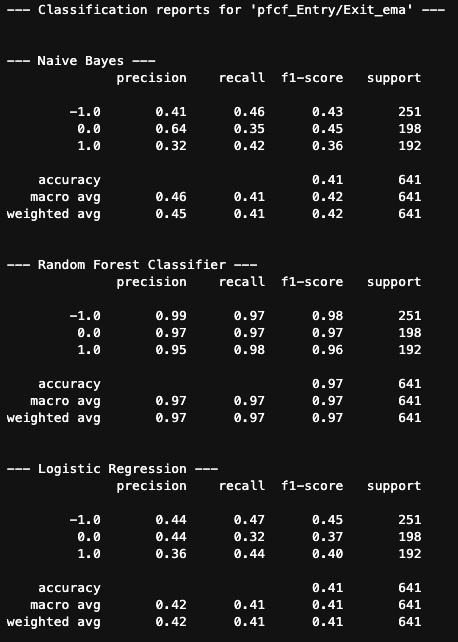 --- Classification reports for 'pfcf_Entry/Exit_ema' ---
--- Naive Bayes ---
precision recall f1-score support
-1.0 0.41 0.46 0.43 251
0.0 0.64 0.35 0.45 198
1.0 0.32 0.42 0.36 192
accuracy 0.41 641
macro avg 0.46 0.41 0.42 641
weighted avg 0.45 0.41 0.42 641
--- Random Forest Classifier ---
precision recall f1-score support
-1.0 0.99 0.97 0.98 251
0.0 0.97 0.97 0.97 198
1.0 0.95 0.98 0.96 192
accuracy 0.97 641
macro avg 0.97 0.97 0.97 641
weighted avg 0.97 0.97 0.97 641
--- Logistic Regression ---
precision recall f1-score support
-1.0 0.44 0.47 0.45 251
0.0 0.44 0.32 0.37 198
1.0 0.36 0.44 0.40 192
accuracy 0.41 641
macro avg 0.42 0.41 0.41 641
weighted avg 0.42 0.41 0.41 641